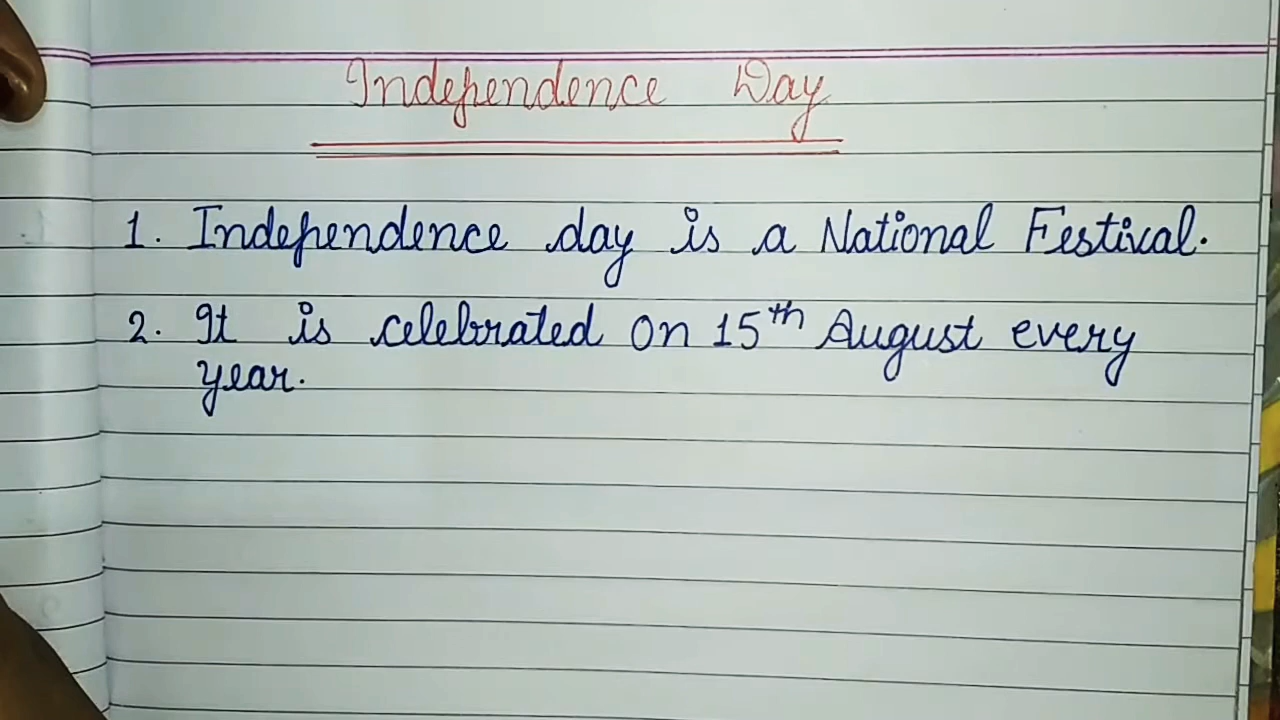 Independence Day
1. Independence day is a National Festival.
2. It is celebrated on 15th August every
year.